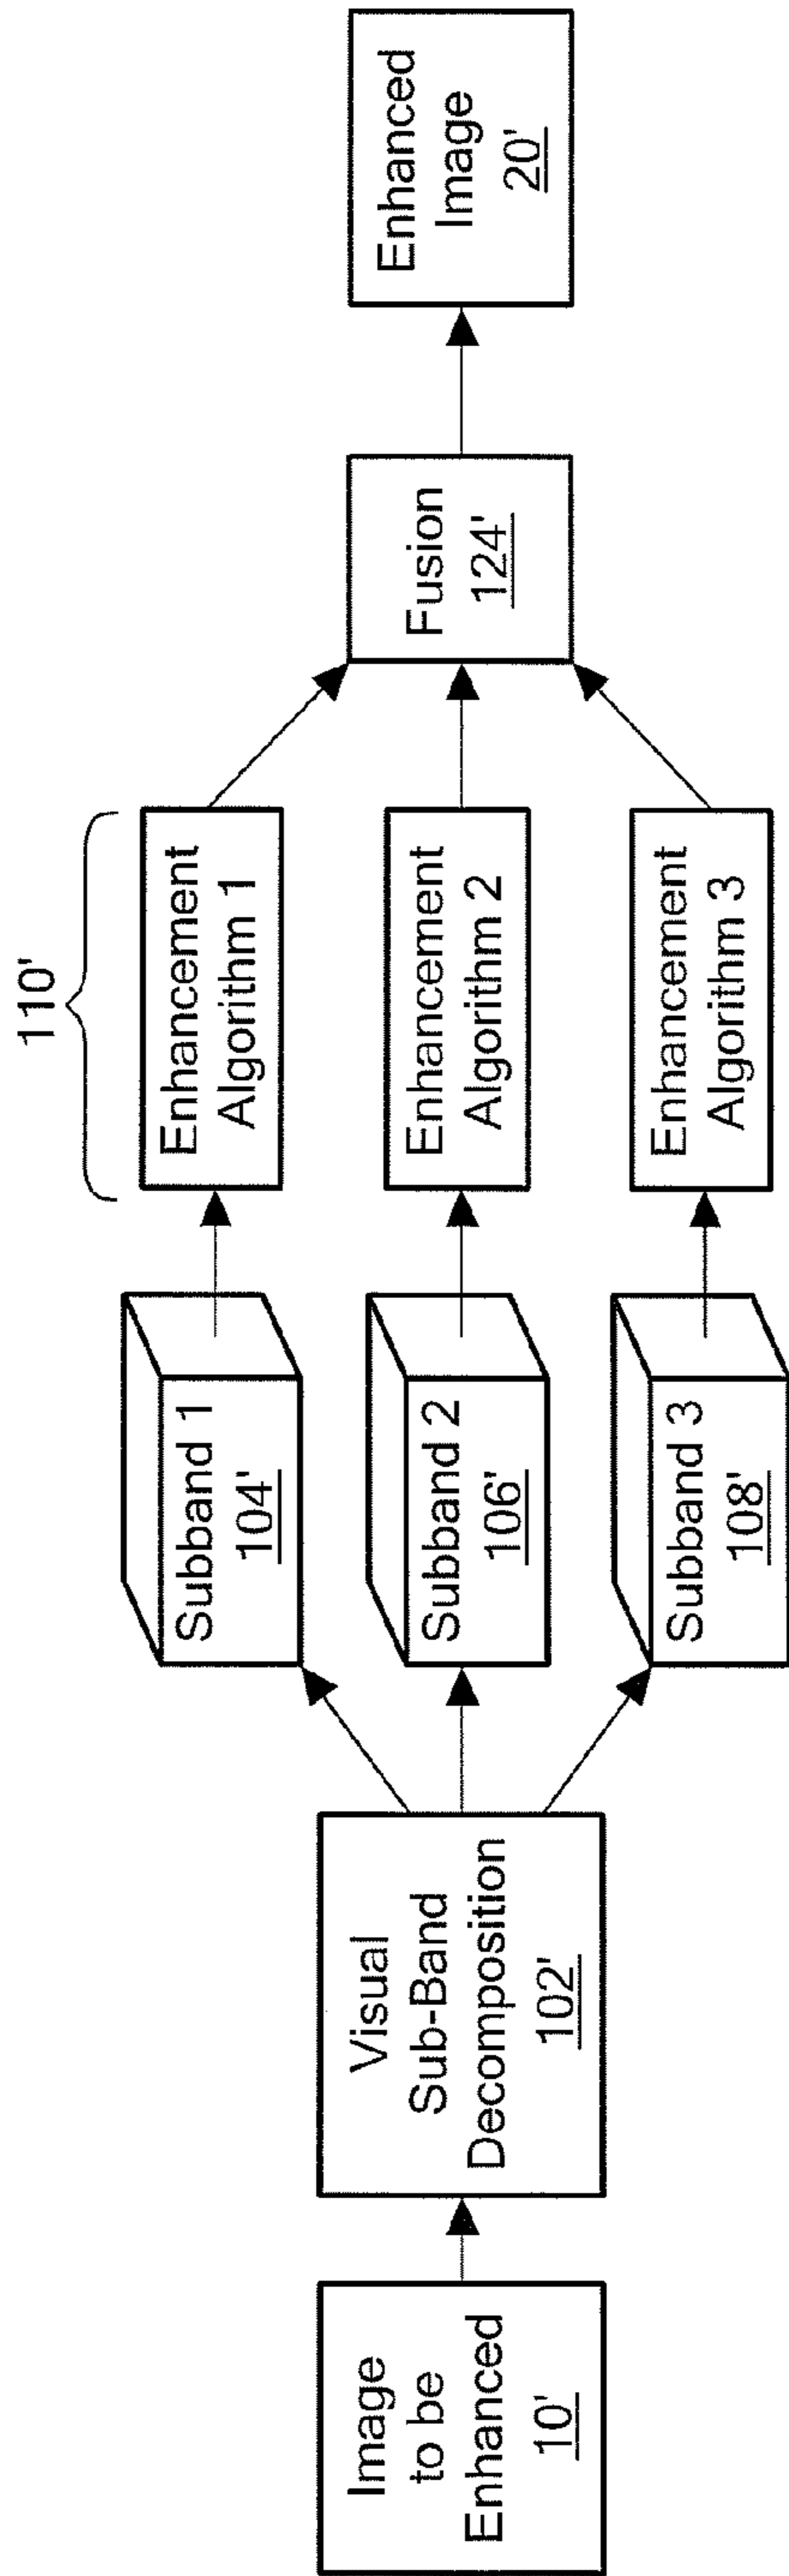 Image
to be
Enhanced
10'
Visual
Sub-Band
Decomposition
102'
Subband 1
104'
Subband 2
106'
Subband 3
108'
110'
Enhancement
Algorithm 1
Enhancement
Algorithm 2
Enhancement
Algorithm 3
Fusion
124'
Enhanced
Image
20'